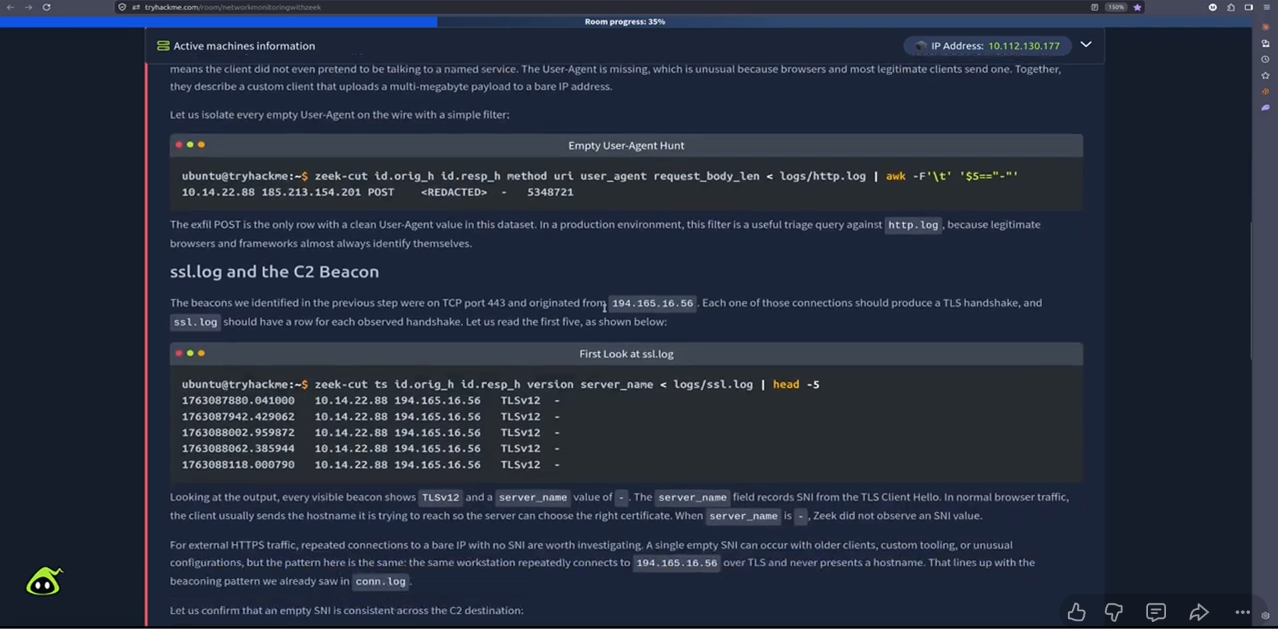 tryhackme.com/room/networkmonitoringwithzeek
150%
Room progress: 35%
Active machines information
IP Address: 10.112.130.177
means the client did not even pretend to be talking to a named service. The User-Agent is missing, which is unusual because browsers and most legitimate clients send one. Together,
they describe a custom client that uploads a multi-megabyte payload to a bare IP address.
Let us isolate every empty User-Agent on the wire with a simple filter:
Empty User-Agent Hunt
ubuntu@tryhackme:~$ zeek-cut id.orig_h id.resp_h method uri user_agent request_body_len < logs/http.log | awk -F'\t' '$5=="-"'
10.14.22.88 185.213.154.201 POST <REDACTED> - 5348721
The exfil POST is the only row with a clean User-Agent value in this dataset. In a production environment, this filter is a useful triage query against http.log, because legitimate
browsers and frameworks almost always identify themselves.
ssl.log and the C2 Beacon
The beacons we identified in the previous step were on TCP port 443 and originated from 194.165.16.56. Each one of those connections should produce a TLS handshake, and
ssl.log should have a row for each observed handshake. Let us read the first five, as shown below:
First Look at ssl.log
ubuntu@tryhackme:~$ zeek-cut ts id.orig_h id.resp_h version server_name < logs/ssl.log | head -5
1763087880.041000 10.14.22.88 194.165.16.56 TLSv12 -
1763087942.429062 10.14.22.88 194.165.16.56 TLSv12 -
1763088002.959872 10.14.22.88 194.165.16.56 TLSv12 -
1763088062.385944 10.14.22.88 194.165.16.56 TLSv12 -
1763088118.000790 10.14.22.88 194.165.16.56 TLSv12 -
Looking at the output, every visible beacon shows TLSv12 and a server_name value of -. The server_name field records SNI from the TLS Client Hello. In normal browser traffic,
the client usually sends the hostname it is trying to reach so the server can choose the right certificate. When server_name is -, Zeek did not observe an SNI value.
For external HTTPS traffic, repeated connections to a bare IP with no SNI are worth investigating. A single empty SNI can occur with older clients, custom tooling, or unusual
configurations, but the pattern here is the same: the same workstation repeatedly connects to 194.165.16.56 over TLS and never presents a hostname. That lines up with the
beaconing pattern we already saw in conn.log.
Let us confirm that an empty SNI is consistent across the C2 destination: